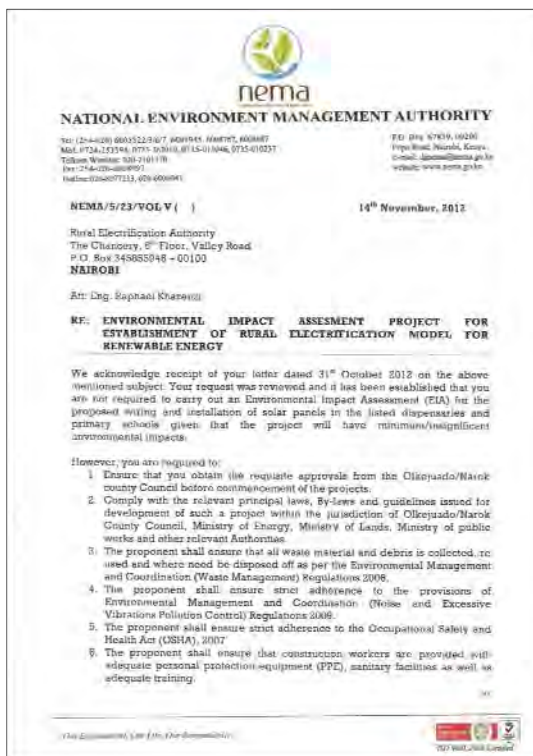 nema
NATIONAL ENVIRONMENT MANAGEMENT AUTHORITY
P.O. Box 67839, 00200
Popo Road, Nairobi, Kenya
website: www.nema.go.ke
NEMA/5/23/VOL V ( )
14th November, 2012
Rural Electrification Authority
The Chancery, 6th Floor, Valley Road
P.O. Box 34585 – 00100
NAIROBI
Att: Eng. Raphael
RE: ENVIRONMENTAL IMPACT ASSESMENT PROJECT FOR
ESTABLISHMENT OF RURAL ELECTRIFICATION MODEL FOR
RENEWABLE ENERGY
We acknowledge receipt of your letter dated 31st October 2012 on the above
mentioned subject. Your request was reviewed and it has been established that you
are not required to carry out an Environmental Impact Assessment (EIA) for the
proposed wiring and installation of solar panels in the listed dispensaries and
primary schools given that the project will have minimum/insignificant
environmental impacts.
However, you are required to:
1. Ensure that you obtain the requisite approvals from the Olkejuado/Narok
county Council before commencement of the projects.
2. Comply with the relevant principal laws, By-laws and guidelines issued for
development of such a project within the jurisdiction of Olkejuado/Narok
County Council, Ministry of Energy, Ministry of Lands, Ministry of public
works and other relevant Authorities.
3. The proponent shall ensure that all waste material and debris is collected, re
used and where need be disposed off as per the Environmental Management
and Coordination (Waste Management) Regulations 2006.
4. The proponent shall ensure strict adherence to the provisions of
Environmental Management and Coordination (Noise and Excessive
Vibrations Pollution Control) Regulations 2009.
5. The proponent shall ensure strict adherence to the Occupational Safety and
Health Act (OSHA), 2007
6. The proponent shall ensure that construction workers are provided with
adequate personal protection equipment (PPE), sanitary facilities as well as
adequate training.